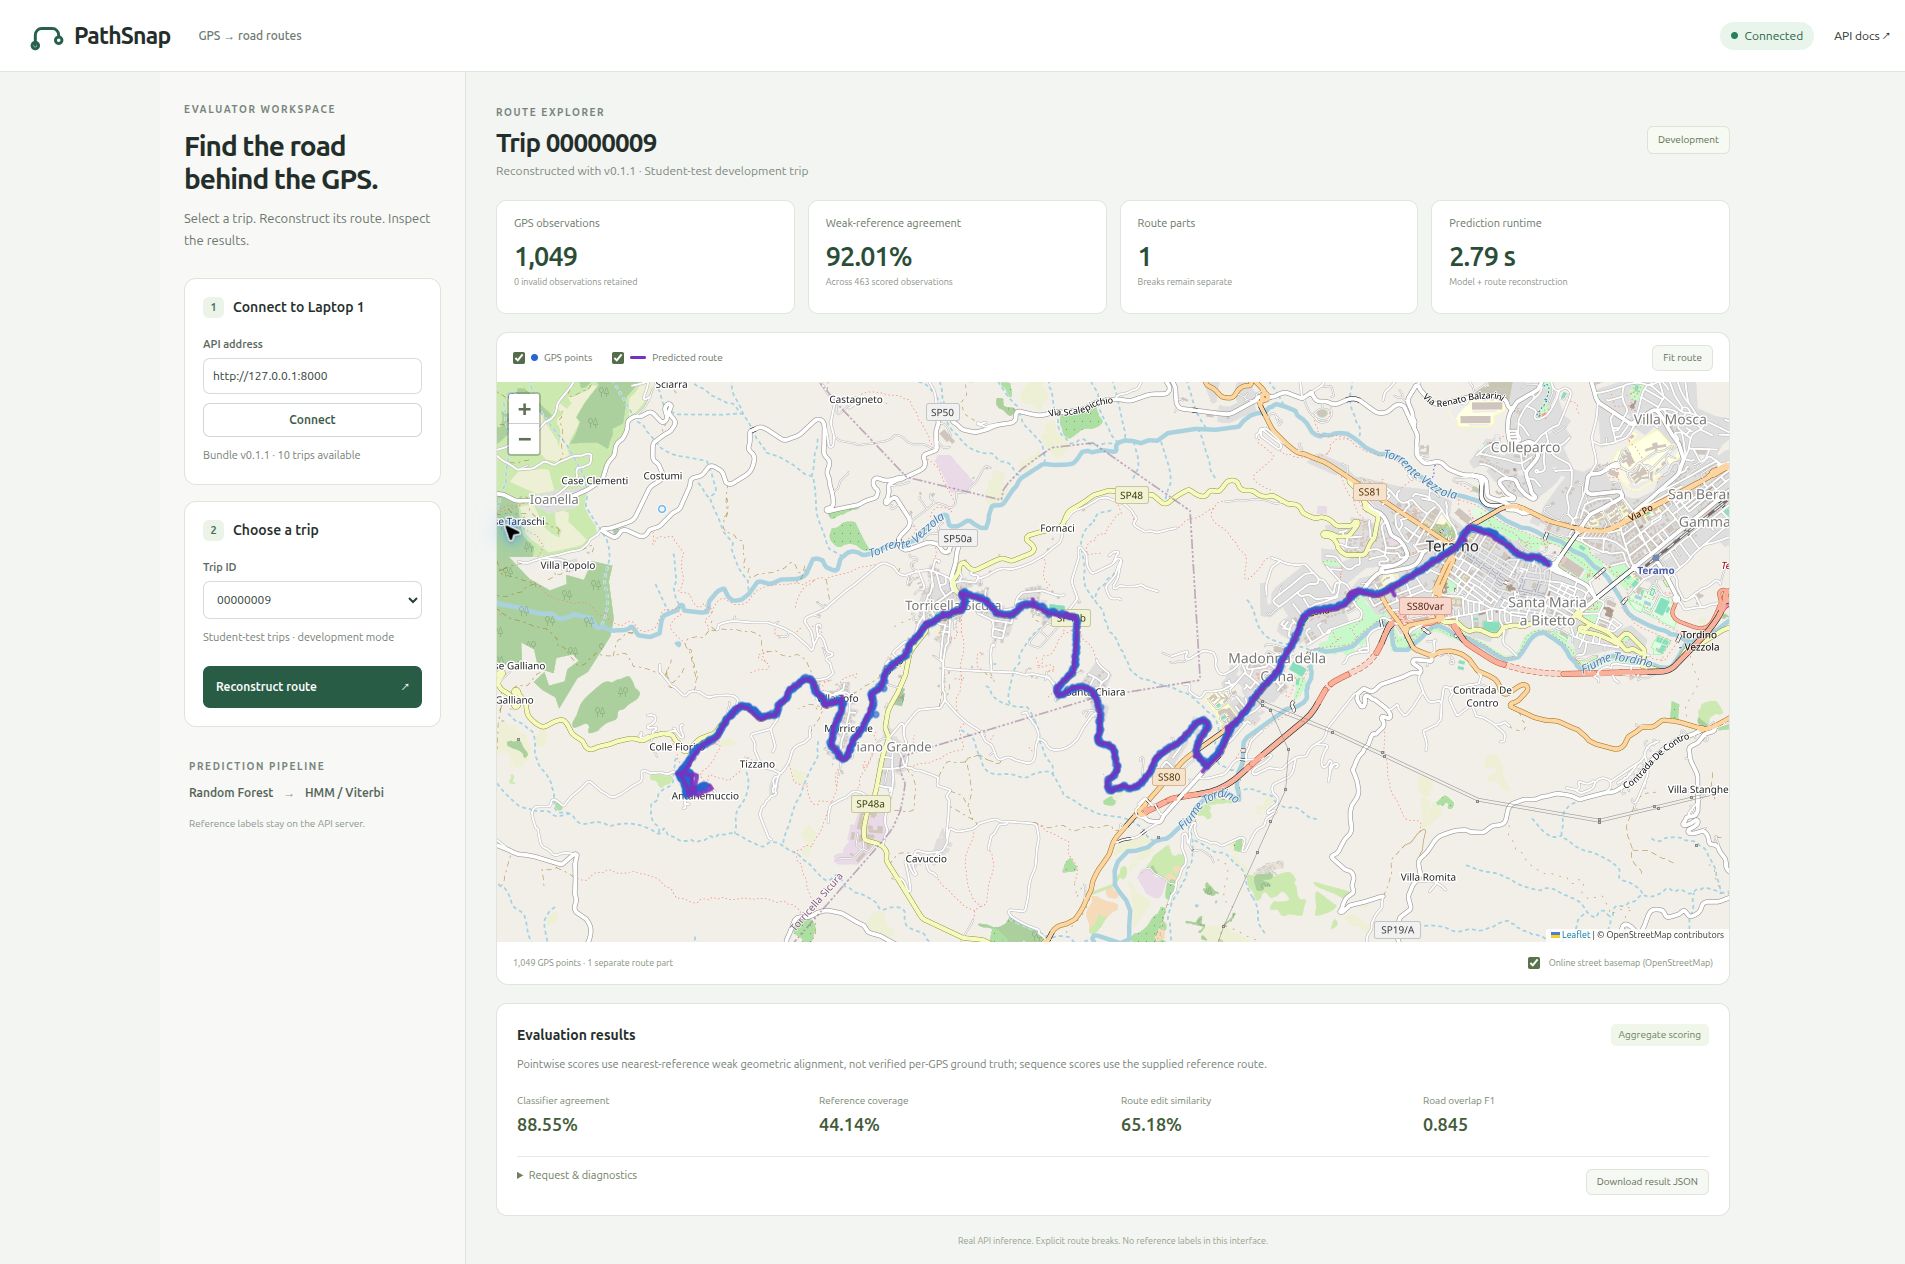 PathSnap
GPS → road routes
Connected
API docs ↗
EVALUATOR WORKSPACE
Find the road
behind the GPS.
Select a trip. Reconstruct its route. Inspect
the results.
1 Connect to Laptop 1
API address
http://127.0.0.1:8000
Connect
Bundle v0.1.1 · 10 trips available
2 Choose a trip
Trip ID
00000009
Student-test trips · development mode
Reconstruct route ↗
PREDICTION PIPELINE
Random Forest → HMM / Viterbi
Reference labels stay on the API server.
ROUTE EXPLORER
Trip 00000009
Reconstructed with v0.1.1 · Student-test development trip
Development
GPS observations
1,049
0 invalid observations retained
Weak-reference agreement
92.01%
Across 463 scored observations
Route parts
1
Breaks remain separate
Prediction runtime
2.79 s
Model + route reconstruction
GPS points
Predicted route
Fit route
+
−
Sciarra
Castagneto
SP50
Via Scalepicchio
Via Renato Balzarini
Villa Mosca
Colleparco
Torrente Vezzola
Costumi
Case Clementi
Ioanella
SP48
SS81
San Berar
Via Po
Gamma
se Taraschi
Torrente Vezzola
Fornaci
SP50a
Teramo
Villa Popolo
Teramo
Te
Torricella Sicura
SS80var
Santa Maria
a Bitetto
Tordino
Vezzola
Fiume Tordino
se Galliano
Madonna della
Cona
Galliano
Santa Chiara
Contrada De
Contro
Colle Fiorito
Piano Grande
Tizzano
SS80
Contrada De Contro
Villa Stanghe
SP48a
Fiume Tordino
Cavuccio
Villa Romita
Torricella Sicura
SP19/A
Leaflet | © OpenStreetMap contributors
1,049 GPS points · 1 separate route part
Online street basemap (OpenStreetMap)
Evaluation results
Aggregate scoring
Pointwise scores use nearest-reference weak geometric alignment, not verified per-GPS ground truth; sequence scores use the supplied reference route.
Classifier agreement
88.55%
Reference coverage
44.14%
Route edit similarity
65.18%
Road overlap F1
0.845
▶ Request & diagnostics
Download result JSON
Real API inference. Explicit route breaks. No reference labels in this interface.